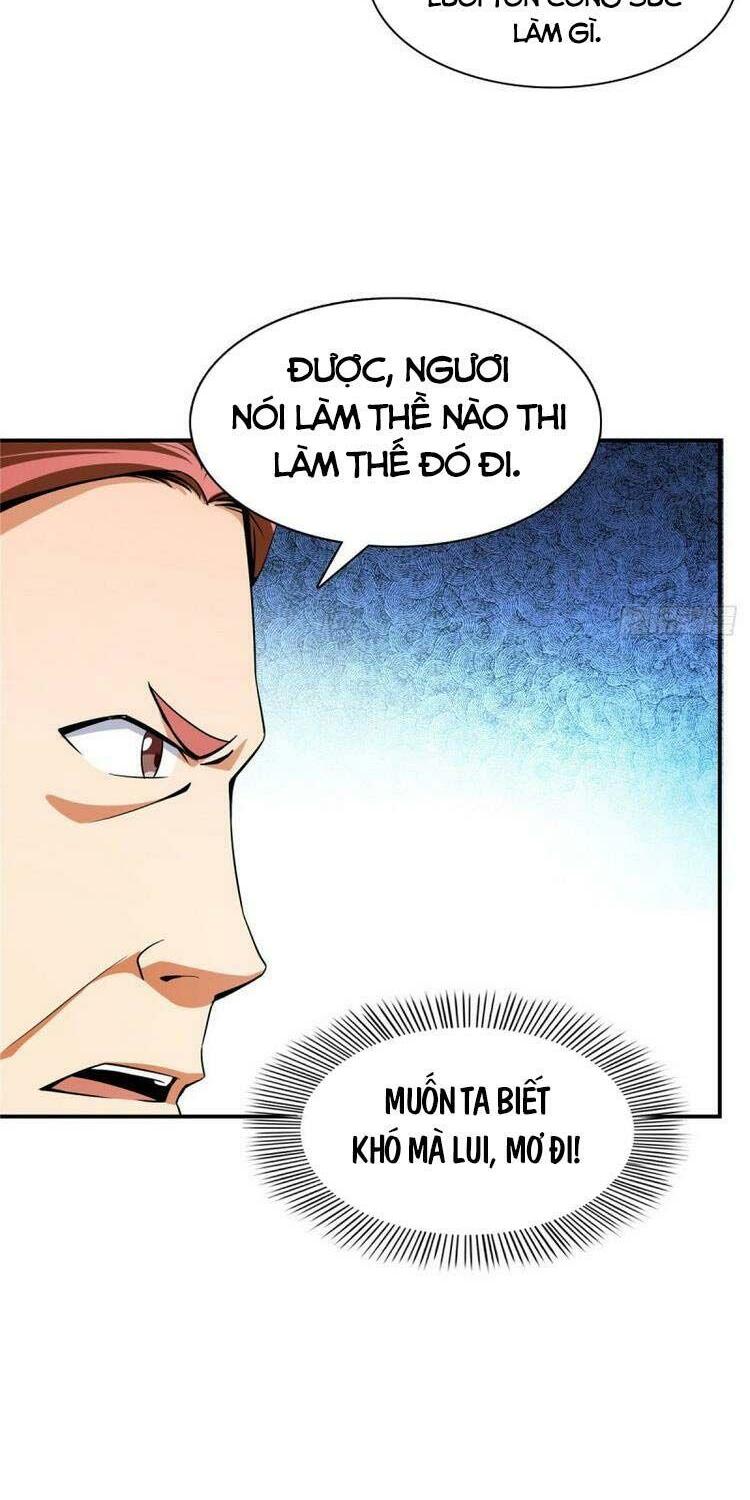 LÀM GÌ.
ĐƯỢC, NGƯƠI
NÓI LÀM THỀ NÀO THI
LÀM THẾ ĐÓ ĐI.
MUỐN TA BIẾT
KHÓ MÀ LUI, MƠ ĐI!